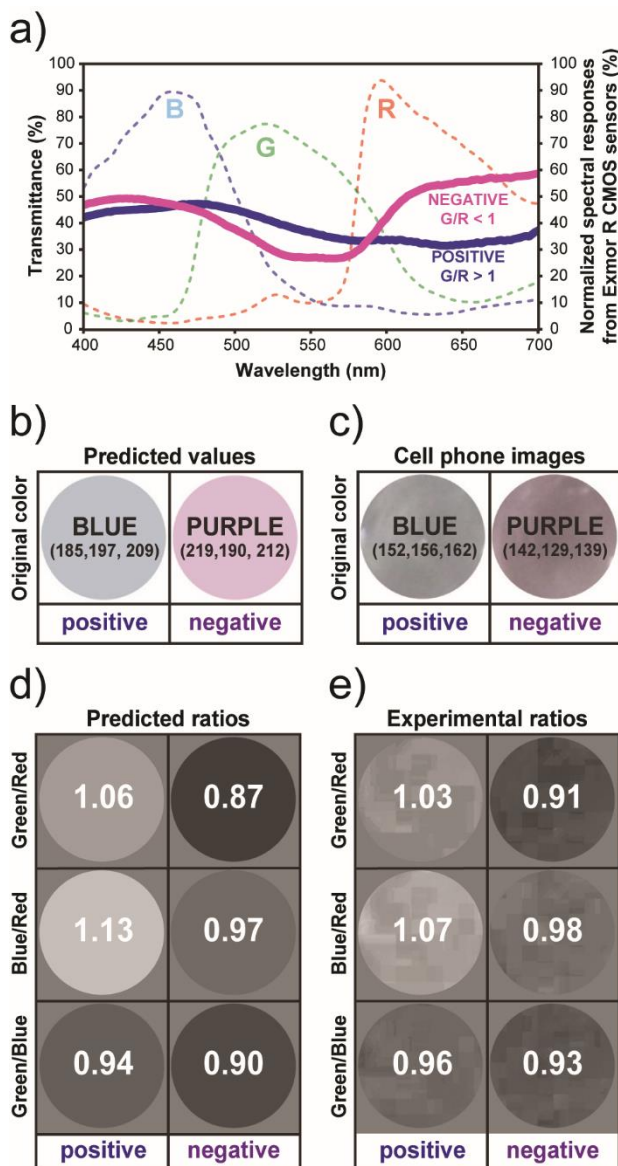 a)
Transmittance (%)
100
90
80
70
60
50
40
30
20
10
0
B
G
R
NEGATIVE
G/R < 1
POSITIVE
G/R > 1
100
90
80
70
60
50
40
30
20
10
0
Normalized spectral responses
from Exmor R CMOS sensors (%)
400 450 500 550 600 650 700
Wavelength (nm)
b)
Predicted values
Original color
BLUE
(185,197, 209)
PURPLE
(219,190, 212)
positive negative
c)
Cell phone images
Original color
BLUE
(152,156,162)
PURPLE
(142,129,139)
positive negative
d)
Predicted ratios
Green/Red
1.06 0.87
Blue/Red
1.13 0.97
Green/Blue
0.94 0.90
positive negative
e)
Experimental ratios
Green/Red
1.03 0.91
Blue/Red
1.07 0.98
Green/Blue
0.96 0.93
positive negative